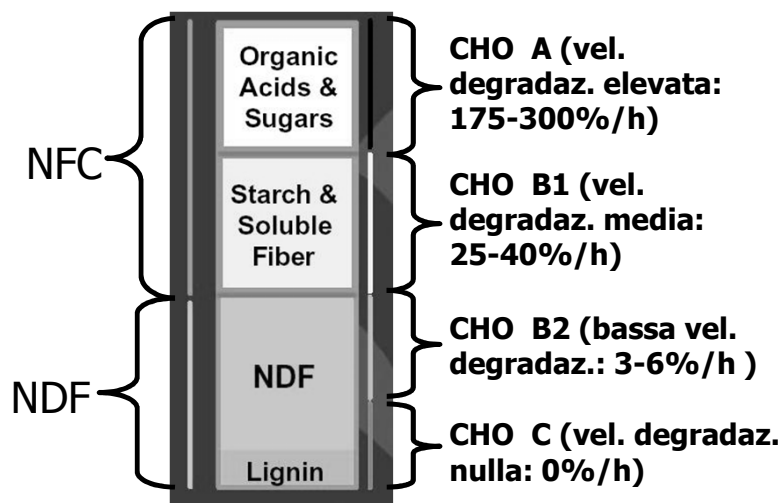 NFC
NDF
Organic
Acids &
Sugars
Starch &
Soluble
Fiber
NDF
Lignin
CHO A (vel.
degradaz. elevata:
175-300%/h)
CHO B1 (vel.
degradaz. media:
25-40%/h)
CHO B2 (bassa vel.
degradaz.: 3-6%/h )
CHO C (vel. degradaz.
nulla: 0%/h)